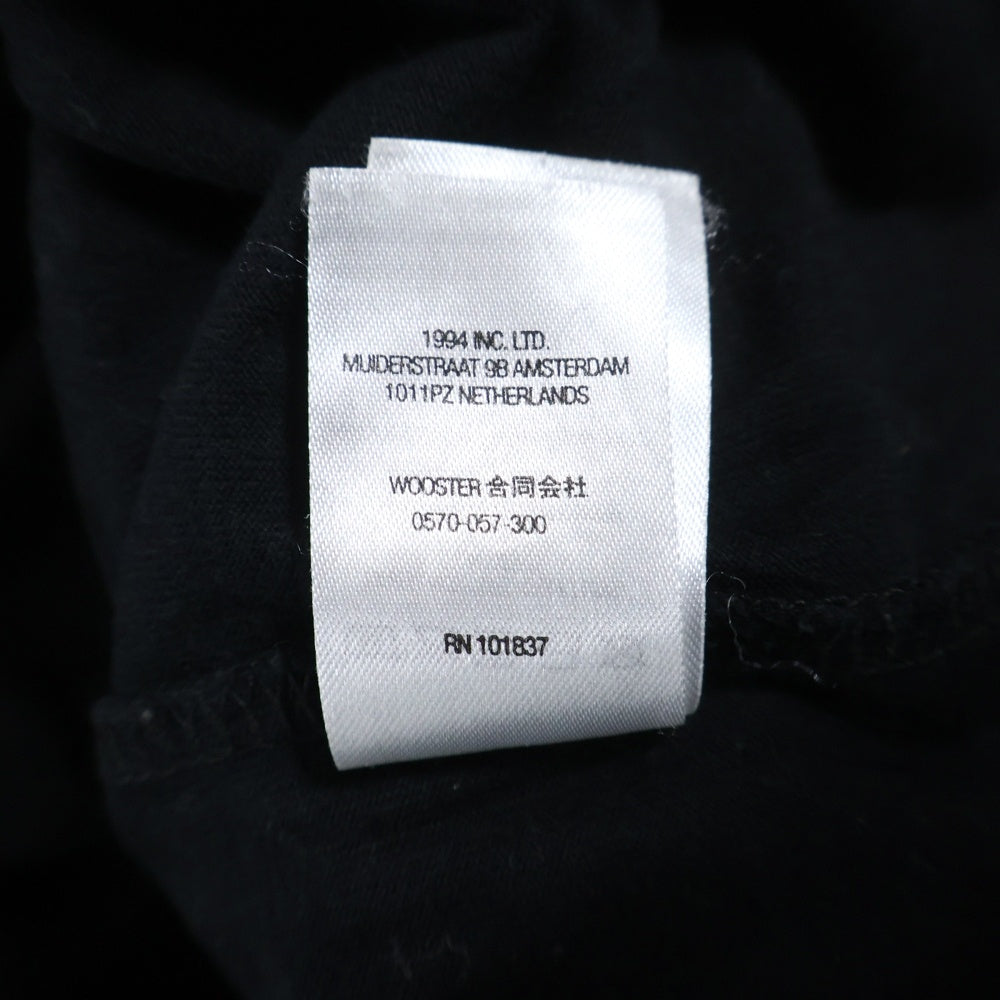 1994 INC. LTD.
MUIDERSTRAAT 9B AMSTERDAM
1011PZ NETHERLANDS
WOOSTER 合同会社
0570-057-300
RN 101837